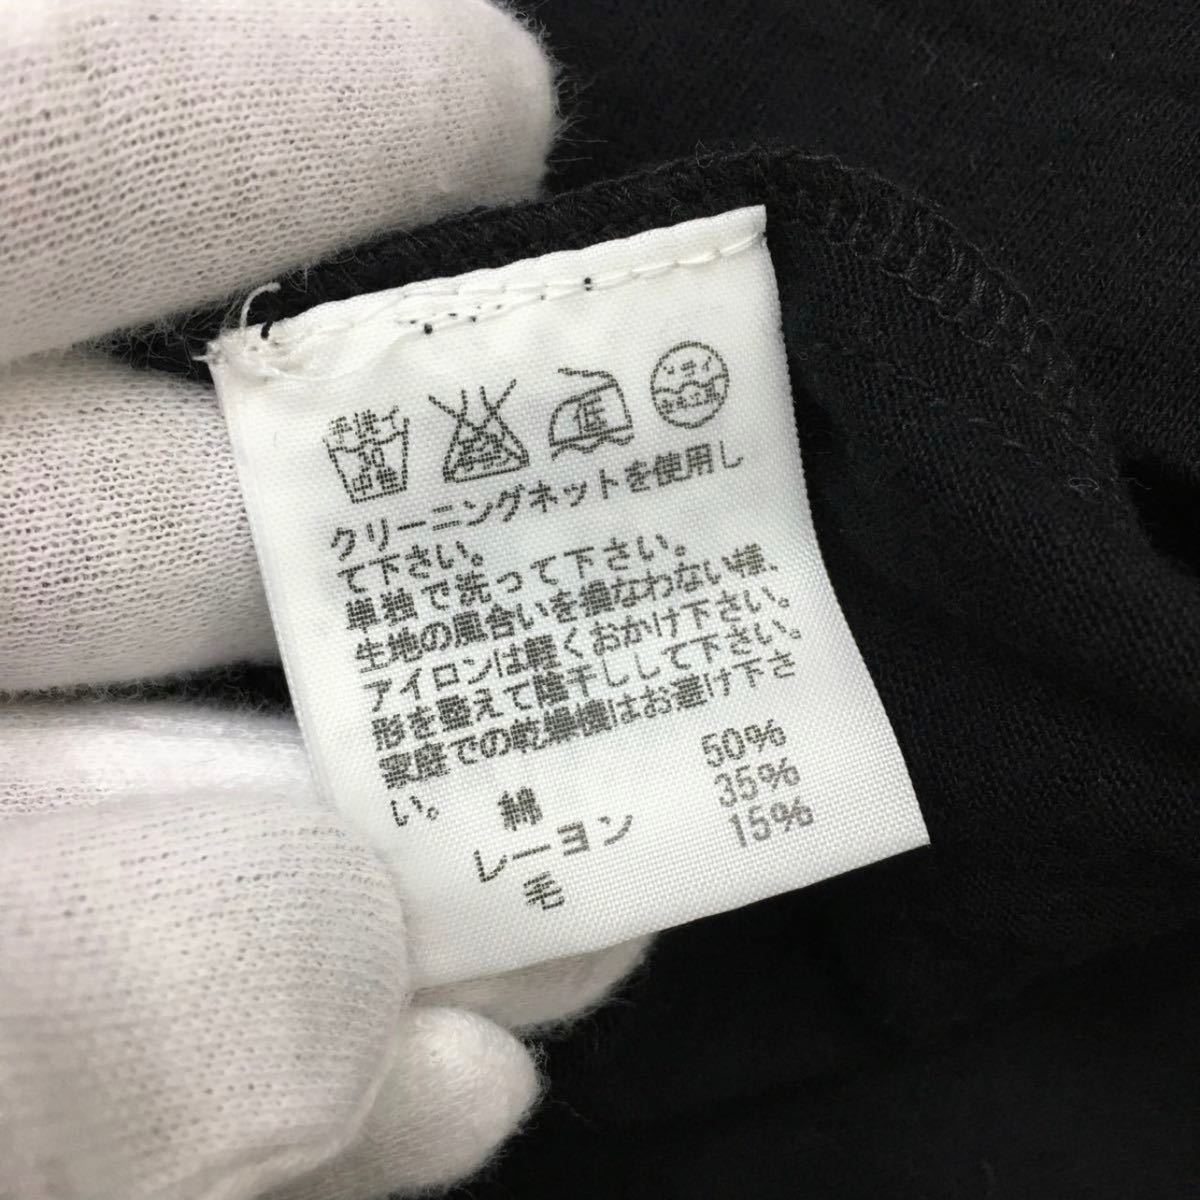 低
クリーニングネットを使用し
て下さい。
単独で洗って下さい。
生地の風合いを損なわない様、
アイロンは軽くおかけ下さい。
形を整えて陰干しして下さい。
家庭での乾燥機はお避け下さ
い。
綿 50%
レーヨン 35%
毛 15%